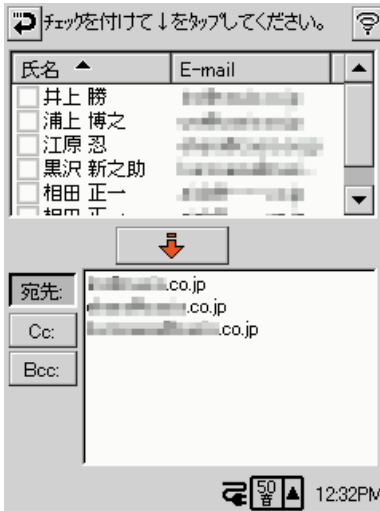 チェックを付けて↓をタップしてください。
氏名 ▲ E-mail
井上 勝
浦上 博之
江原 忍
黒沢 新之助
相田 正一
宛先: .co.jp
.co.jp
Cc: .co.jp
Bcc:
50音 12:32PM